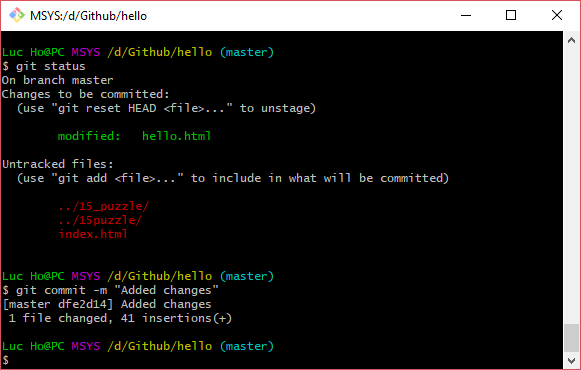 MSYS:/d/Github/hello
Luc Ho@PC MSYS /d/Github/hello (master)
$ git status
On branch master
Changes to be committed:
  (use "git reset HEAD <file>..." to unstage)
        modified:   hello.html
Untracked files:
  (use "git add <file>..." to include in what will be committed)
        ../15_puzzle/
        ../15puzzle/
        index.html
Luc Ho@PC MSYS /d/Github/hello (master)
$ git commit -m "Added changes"
[master dfe2d14] Added changes
 1 file changed, 41 insertions(+)
Luc Ho@PC MSYS /d/Github/hello (master)
$